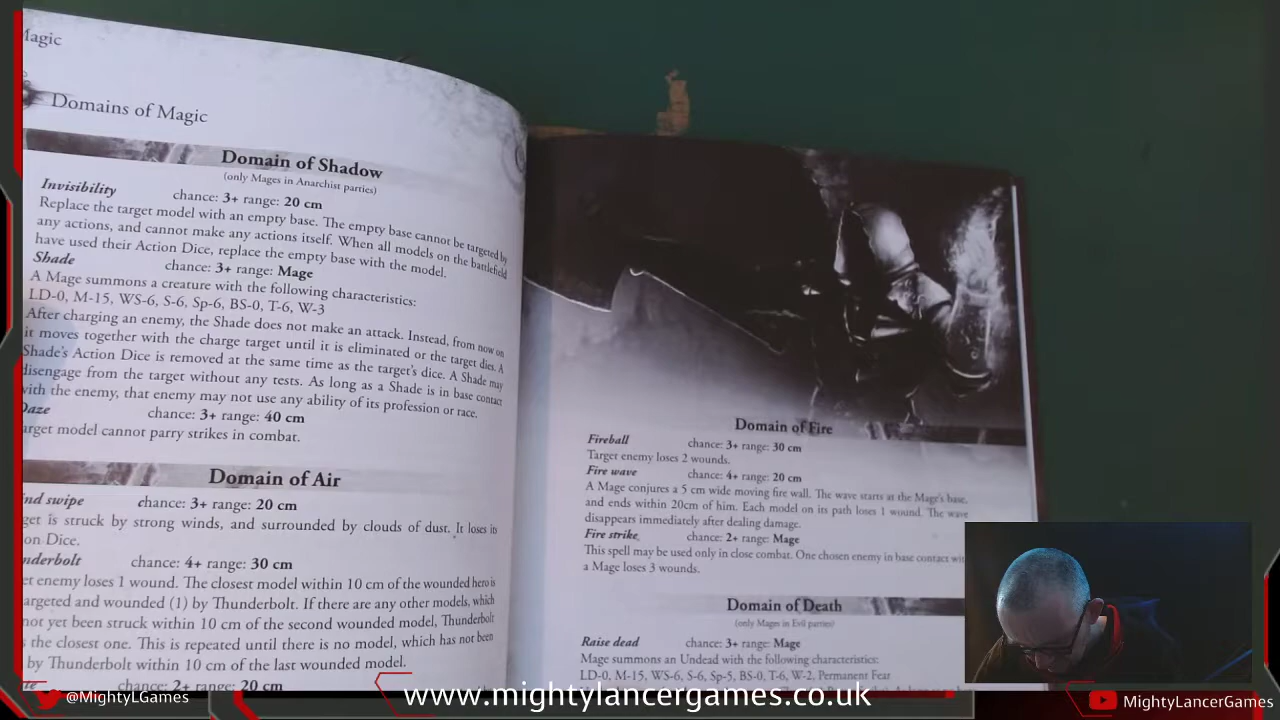 Magic
Domains of Magic
Domain of Shadow
(only Mages in Anarchist parties)
Invisibility chance: 3+ range: 20 cm
Replace the target model with an empty base. The empty base cannot be targeted by
any actions, and cannot make any actions itself. When all models on the battlefield
have used their Action Dice, replace the empty base with the model.
Shade chance: 3+ range: Mage
A Mage summons a creature with the following characteristics:
LD-0, M-15, WS-6, S-6, Sp-6, BS-0, T-6, W-3
After charging an enemy, the Shade does not make an attack. Instead, from now on
it moves together with the charge target until it is eliminated or the target dies. A
Shade's Action Dice is removed at the same time as the target's dice. A Shade may
disengage from the target without any tests. As long as a Shade is in base contact
with the enemy, that enemy may not use any ability of its profession or race.
Daze chance: 3+ range: 40 cm
arget model cannot parry strikes in combat.
Domain of Air
nd swipe chance: 3+ range: 20 cm
get is struck by strong winds, and surrounded by clouds of dust. It loses its
on Dice.
nderbolt chance: 4+ range: 30 cm
et enemy loses 1 wound. The closest model within 10 cm of the wounded hero is
argeted and wounded (1) by Thunderbolt. If there are any other models, which
not yet been struck within 10 cm of the second wounded model, Thunderbolt
s the closest one. This is repeated until there is no model, which has not been
by Thunderbolt within 10 cm of the last wounded model.
chance: 2+ range: 20 cm
Domain of Fire
Fireball chance: 3+ range: 30 cm
Target enemy loses 2 wounds.
Fire wave chance: 4+ range: 20 cm
A Mage conjures a 5 cm wide moving fire wall. The wave starts at the Mage's base,
and ends within 20cm of him. Each model on its path loses 1 wound. The wave
disappears immediately after dealing damage.
Fire strike chance: 2+ range: Mage
This spell may be used only in close combat. One chosen enemy in base contact wit
a Mage loses 3 wounds.
Domain of Death
(only Mages in Evil parties)
Raise dead chance: 3+ range: Mage
Mage summons an Undead with the following characteristics:
LD-0, M-15, WS-6, S-6, Sp-5, BS-0, T-6, W-2, Permanent Fear
@MightyLGames
www.mightylancergames.co.uk
MightyLancerGames